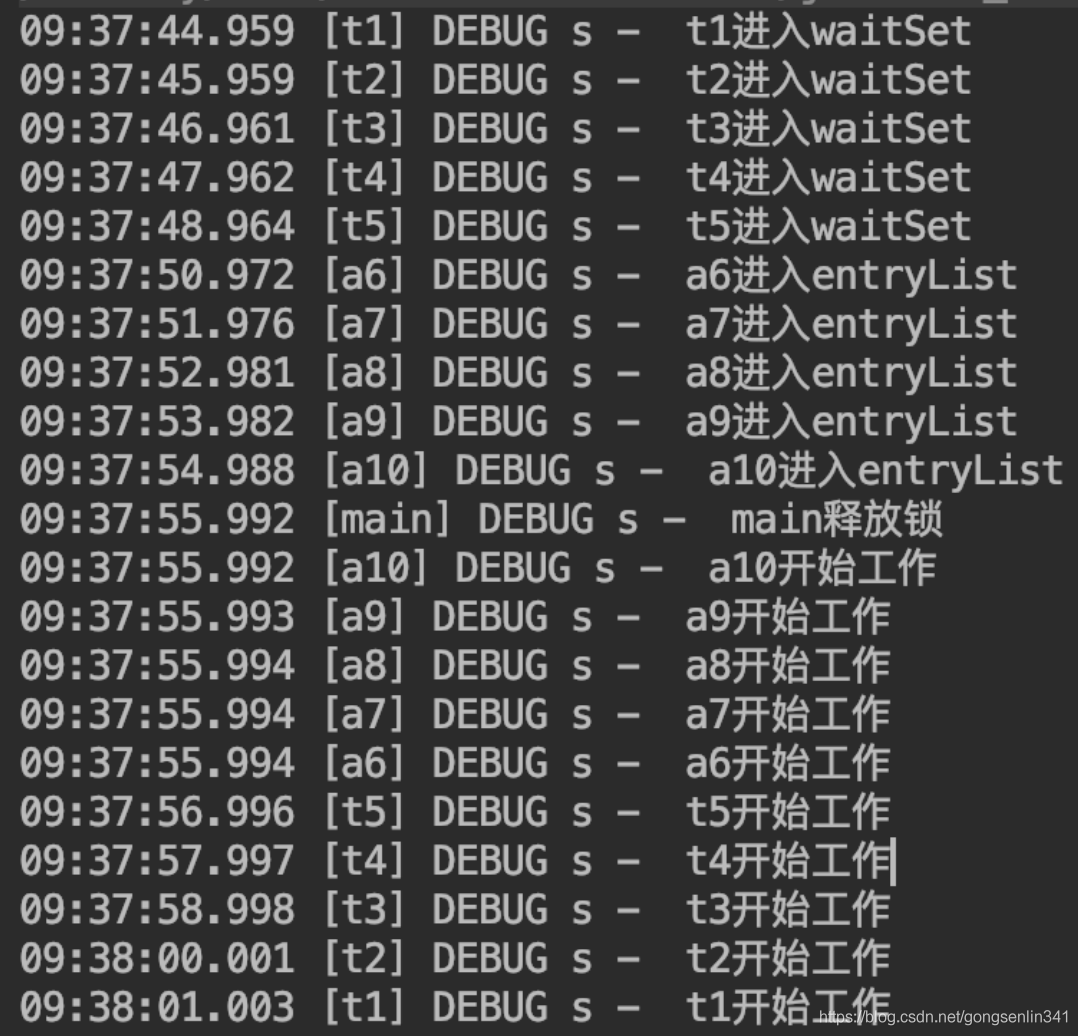 09:37:44.959 [t1] DEBUG s - t1进入waitSet
09:37:45.959 [t2] DEBUG s - t2进入waitSet
09:37:46.961 [t3] DEBUG s - t3进入waitSet
09:37:47.962 [t4] DEBUG s - t4进入waitSet
09:37:48.964 [t5] DEBUG s - t5进入waitSet
09:37:50.972 [a6] DEBUG s - a6进入entryList
09:37:51.976 [a7] DEBUG s - a7进入entryList
09:37:52.981 [a8] DEBUG s - a8进入entryList
09:37:53.982 [a9] DEBUG s - a9进入entryList
09:37:54.988 [a10] DEBUG s - a10进入entryList
09:37:55.992 [main] DEBUG s - main释放锁
09:37:55.992 [a10] DEBUG s - a10开始工作
09:37:55.993 [a9] DEBUG s - a9开始工作
09:37:55.994 [a8] DEBUG s - a8开始工作
09:37:55.994 [a7] DEBUG s - a7开始工作
09:37:55.994 [a6] DEBUG s - a6开始工作
09:37:56.996 [t5] DEBUG s - t5开始工作
09:37:57.997 [t4] DEBUG s - t4开始工作
09:37:58.998 [t3] DEBUG s - t3开始工作
09:38:00.001 [t2] DEBUG s - t2开始工作
09:38:01.003 [t1] DEBUG s - t1开始工作
https://blog.csdn.net/gongsenlin341